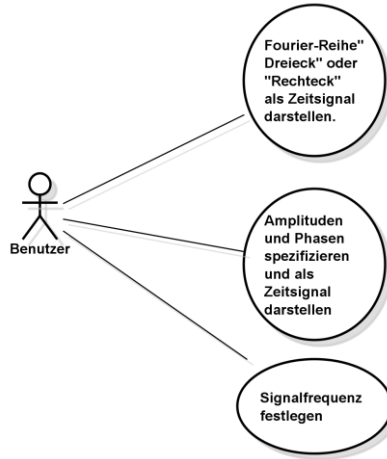 Fourier-Reihe"
Dreieck" oder
"Rechteck"
als Zeitsignal
darstellen.
Benutzer
Amplituden
und Phasen
spezifizieren
und als
Zeitsignal
darstellen
Signalfrequenz
festlegen